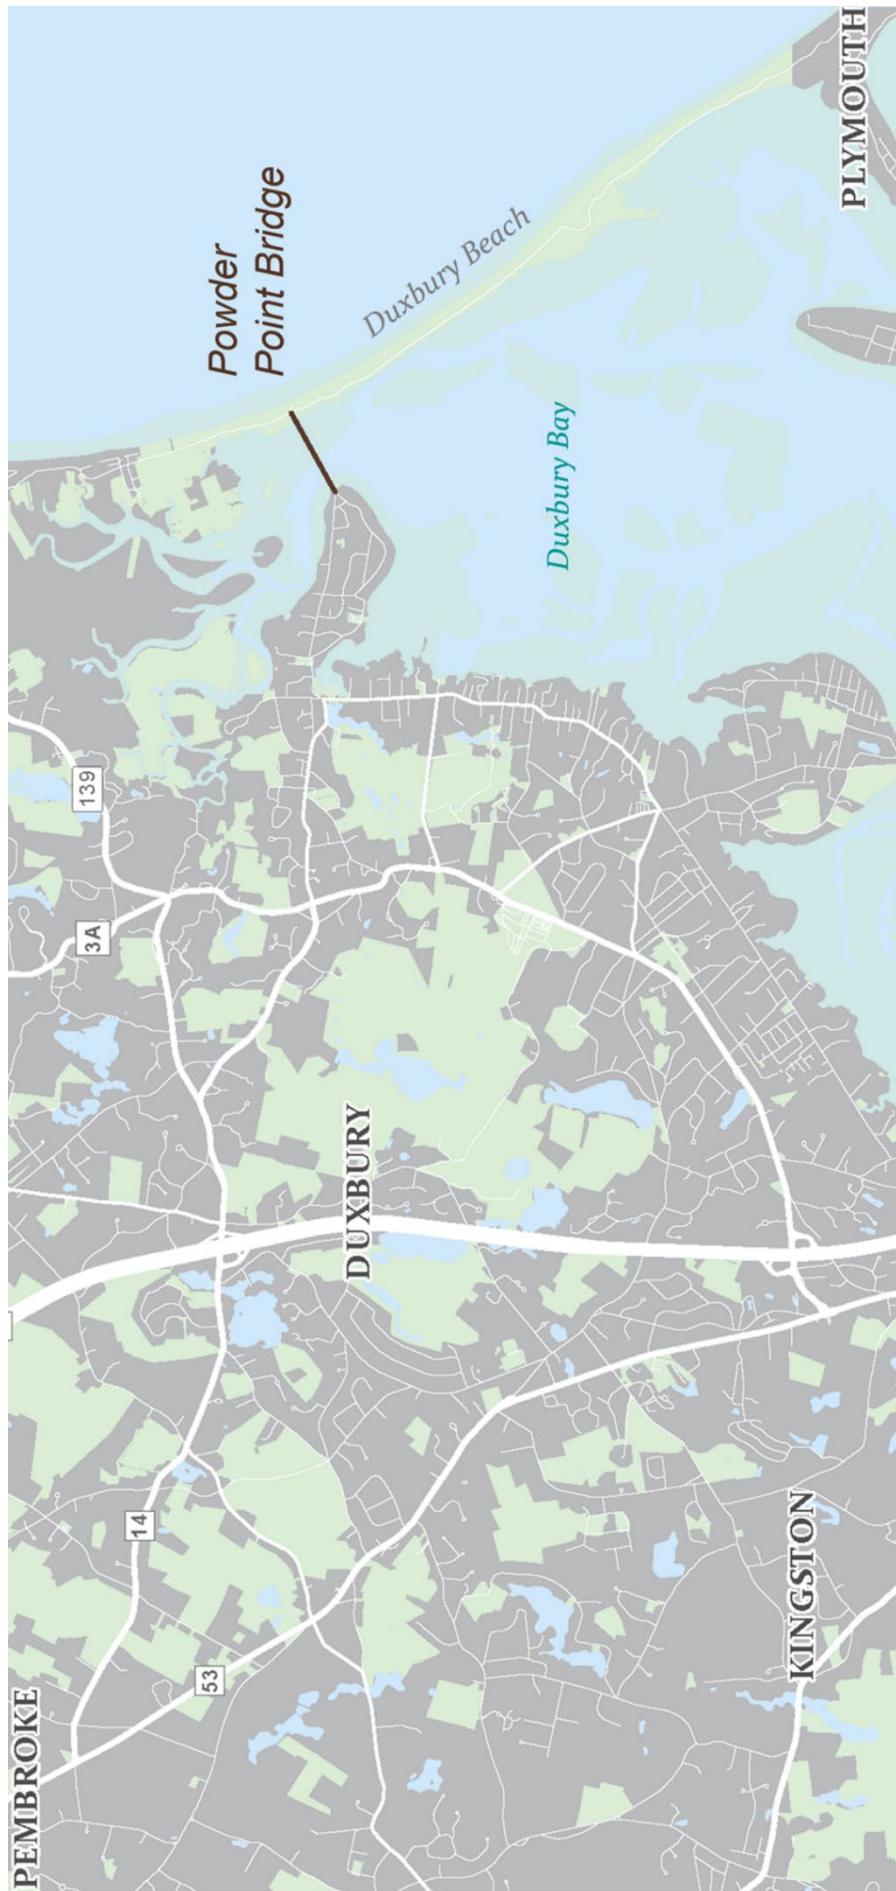 PEMBROKE
14
53
3A
139
Powder
Point Bridge
Duxbury Beach
DUXBURY
Duxbury Bay
KINGSTON
PLYMOUTH